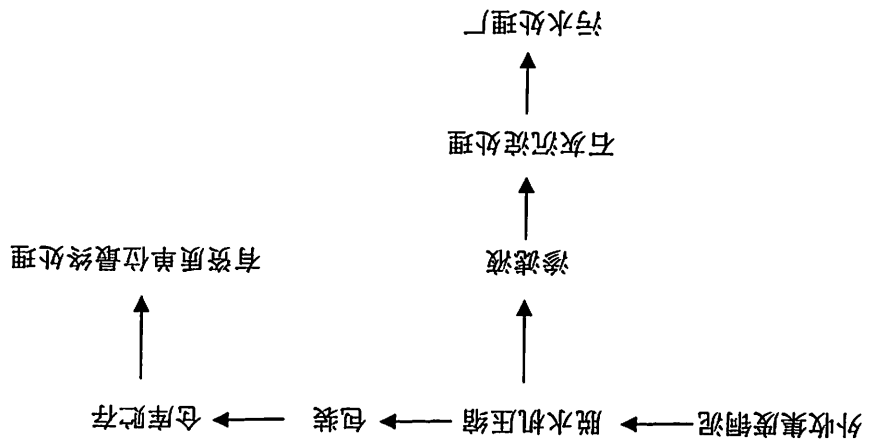 外收集废铜泥 脱水机压缩 包装 仓库贮存
渗滤液 有资质单位最终处理
石灰沉淀处理
污水处理厂